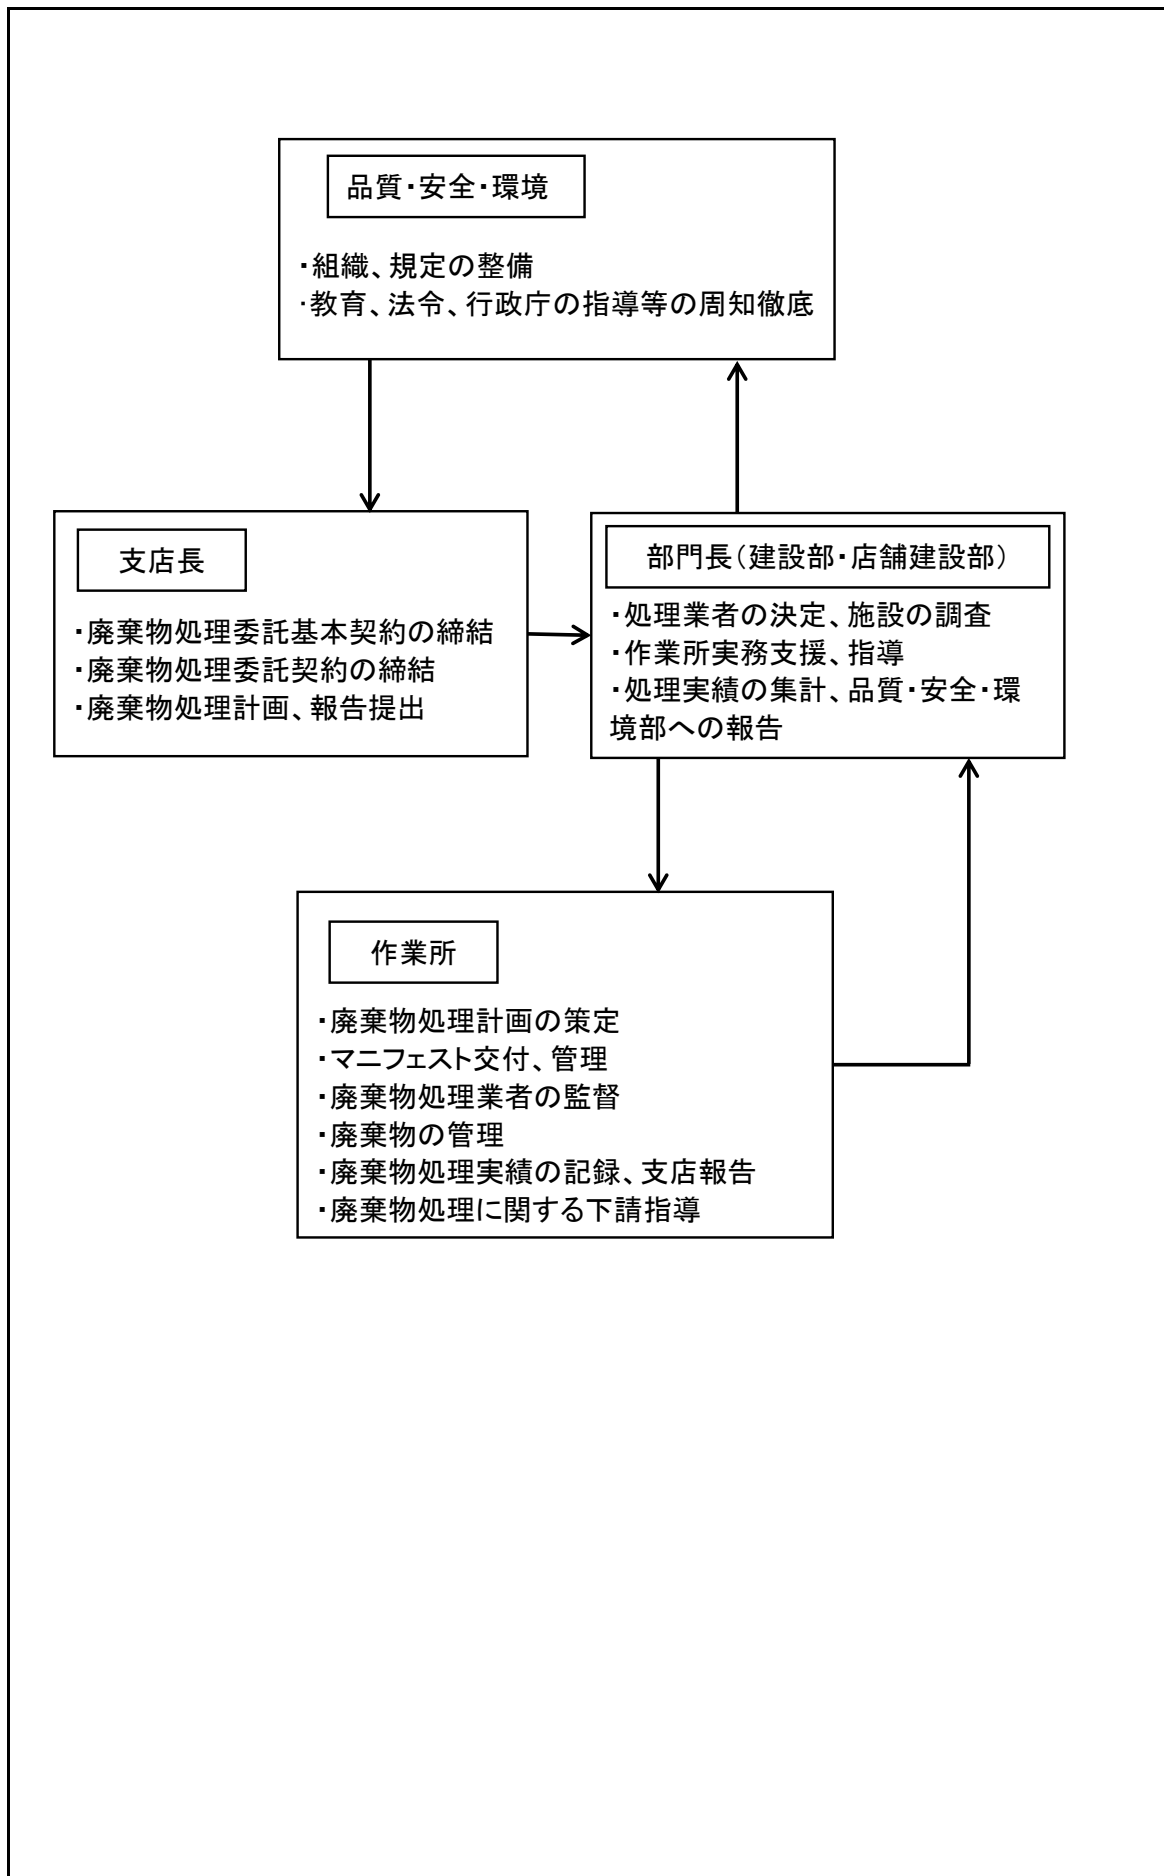 品質・安全・環境
・組織、規定の整備
・教育、法令、行政庁の指導等の周知徹底
支店長
・廃棄物処理委託基本契約の締結
・廃棄物処理委託契約の締結
・廃棄物処理計画、報告提出
部門長（建設部・店舗建設部）
・処理業者の決定、施設の調査
・作業所実務支援、指導
・処理実績の集計、品質・安全・環
境部への報告
作業所
・廃棄物処理計画の策定
・マニフェスト交付、管理
・廃棄物処理業者の監督
・廃棄物の管理
・廃棄物処理実績の記録、支店報告
・廃棄物処理に関する下請指導